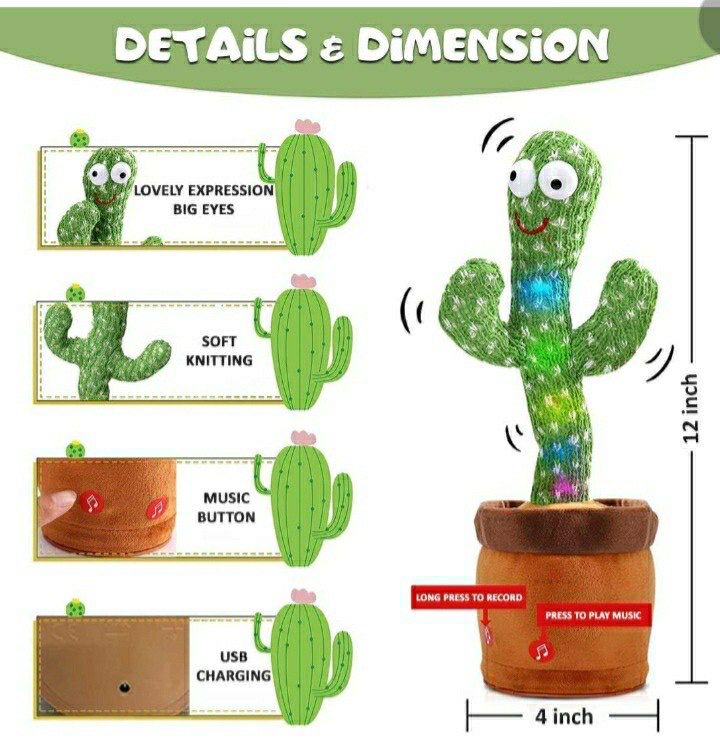 DETAiLS & DiMENSiON
LOVELY EXPRESSION
BIG EYES
SOFT
KNITTING
MUSIC
BUTTON
USB
CHARGING
12 inch
LONG PRESS TO RECORD
PRESS TO PLAY MUSIC
4 inch